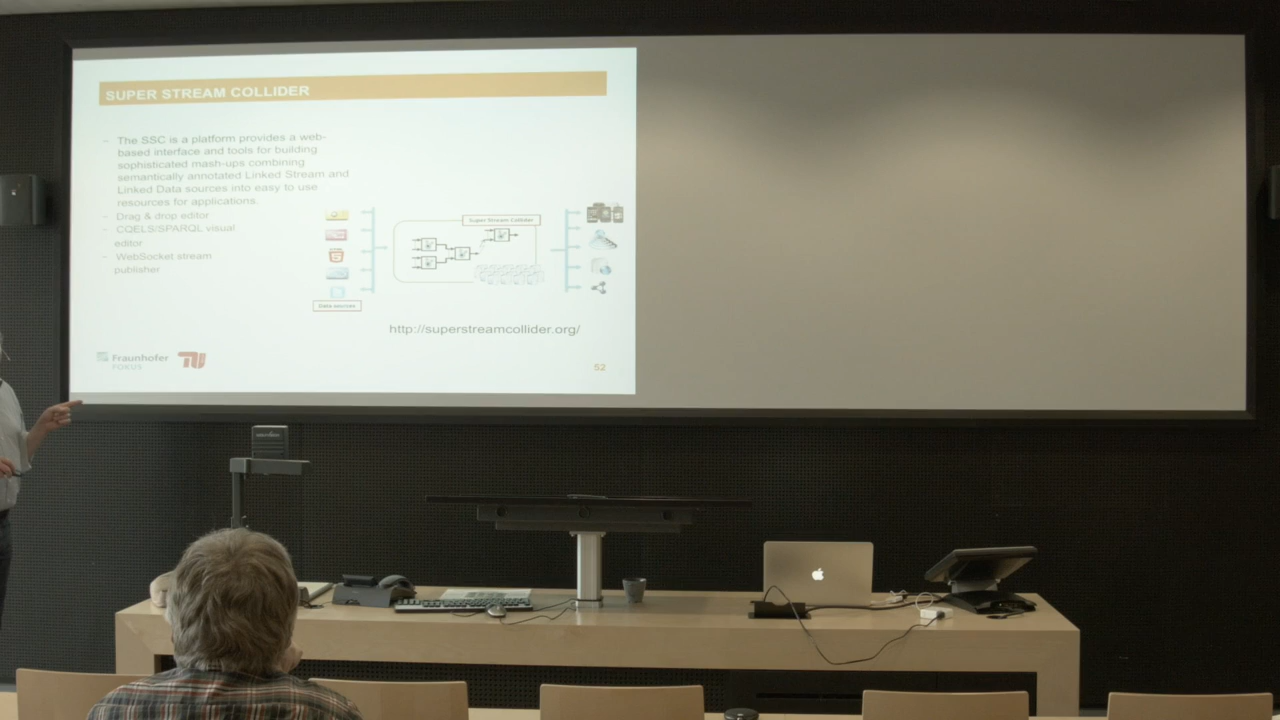 SUPER STREAM COLLIDER
– The SSC is a platform provides a web-
based interface and tools for building
sophisticated mash-ups combining
semantically annotated Linked Stream and
Linked Data sources into easy to use
resources for applications.
– Drag & drop editor
– CQELS/SPARQL visual
editor
– WebSocket stream
publisher
Super Stream Collider
5
Data sources
http://superstreamcollider.org/
Fraunhofer
FOKUS
52